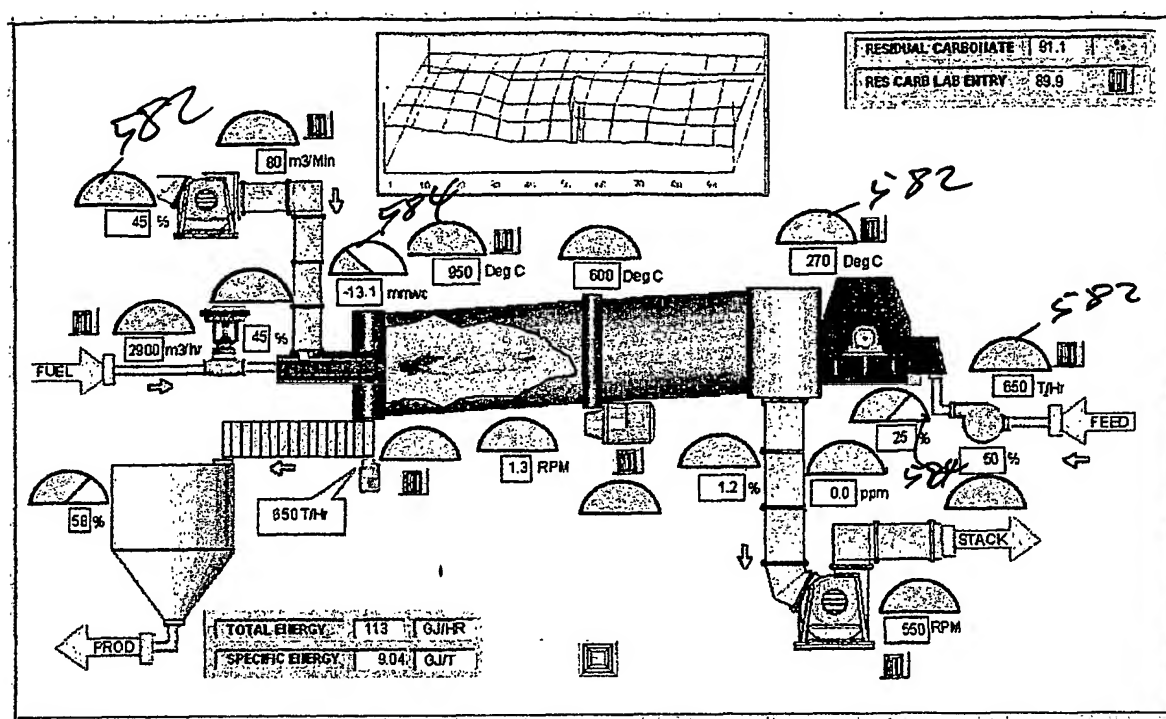 RESIDUAL CARBONATE 91.1 %
RES CARB LAB ENTRY 89.9
582
80 m3/Min
45 %
584
584
582
-13.1 mmwc
950 Deg C
600 Deg C
270 Deg C
582
2900 m3/hr
45 %
650 T/Hr
FUEL
25 %
FEED
1.3 RPM
1.2 %
0.0 ppm
584
50 %
58 %
650 T/Hr
STACK
550 RPM
PROD
TOTAL ENERGY 113 GJ/HR
SPECIFIC ENERGY 9.04 GJ/T